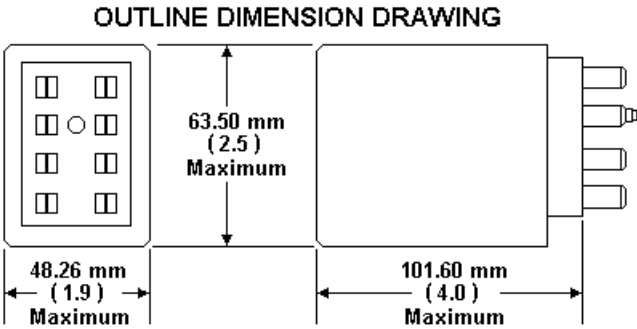 OUTLINE DIMENSION DRAWING
63.50 mm
( 2.5 )
Maximum
48.26 mm
( 1.9 )
Maximum
101.60 mm
( 4.0 )
Maximum